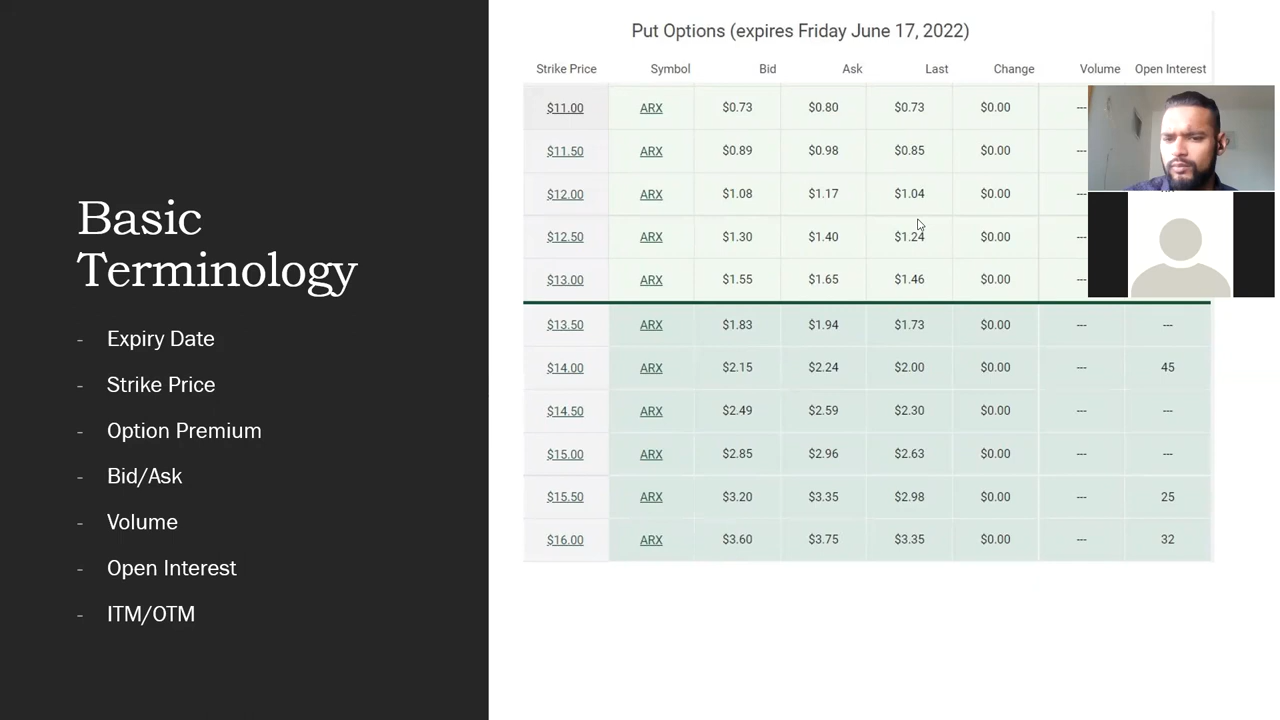 Put Options (expires Friday June 17, 2022)
Strike Price Symbol Bid Ask Last Change Volume Open Interest
$11.00 ARX $0.73 $0.80 $0.73 $0.00 ---
$11.50 ARX $0.89 $0.98 $0.85 $0.00 ---
$12.00 ARX $1.08 $1.17 $1.04 $0.00 ---
$12.50 ARX $1.30 $1.40 $1.24 $0.00 ---
$13.00 ARX $1.55 $1.65 $1.46 $0.00 ---
$13.50 ARX $1.83 $1.94 $1.73 $0.00 --- ---
$14.00 ARX $2.15 $2.24 $2.00 $0.00 --- 45
$14.50 ARX $2.49 $2.59 $2.30 $0.00 --- ---
$15.00 ARX $2.85 $2.96 $2.63 $0.00 --- ---
$15.50 ARX $3.20 $3.35 $2.98 $0.00 --- 25
$16.00 ARX $3.60 $3.75 $3.35 $0.00 --- 32
Basic
Terminology
- Expiry Date
- Strike Price
- Option Premium
- Bid/Ask
- Volume
- Open Interest
- ITM/OTM